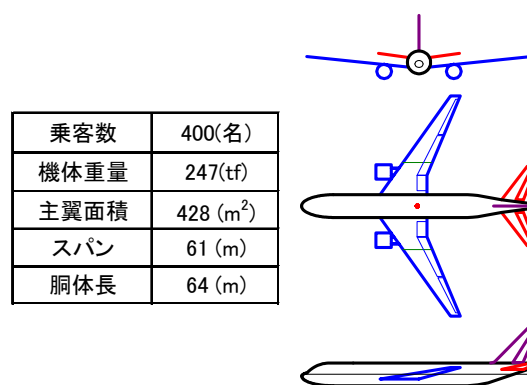 乗客数 400(名)
機体重量 247(tf)
主翼面積 428 (m²)
スパン 61 (m)
胴体長 64 (m)